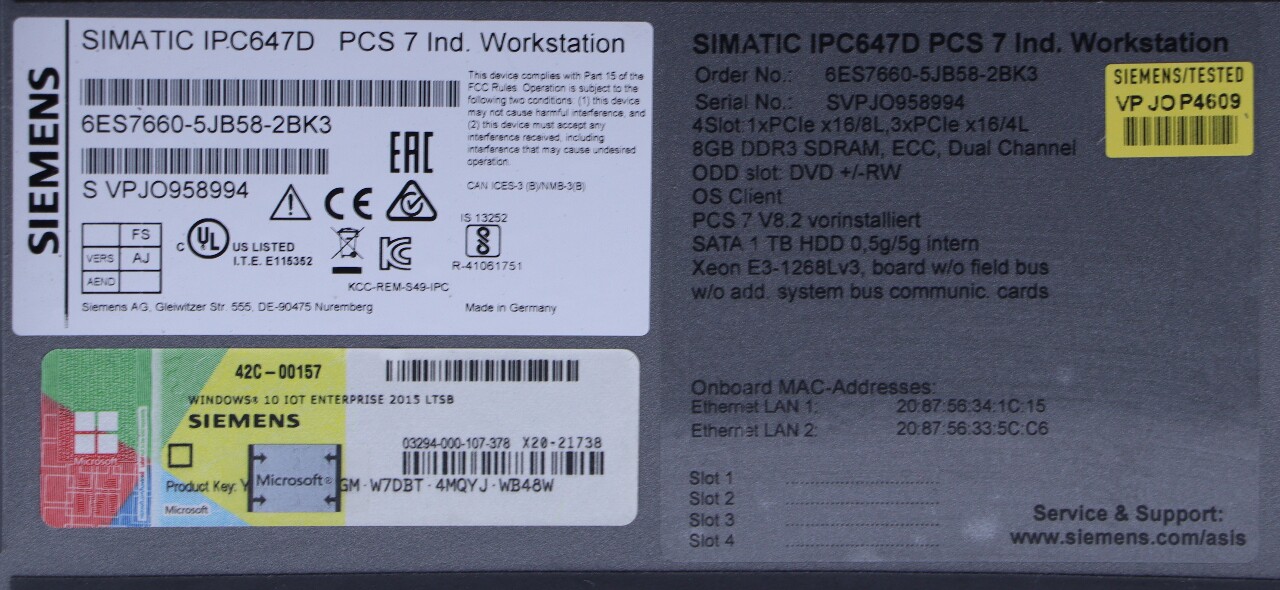 SIEMENS
SIMATIC IPC647D PCS 7 Ind. Workstation
6ES7660-5JB58-2BK3
S VPJO958994
This device complies with Part 15 of the
FCC Rules. Operation is subject to the
following two conditions: (1) this device
may not cause harmful interference, and
(2) this device must accept any
interference received, including
interference that may cause undesired
operation.
CAN ICES-3 (B)/NMB-3(B)
EAC
CE
FS
VERS AJ
AEND
C UL US LISTED
I.T.E. E115352
KCC-REM-S49-IPC
IS 13252
R-41061751
Siemens AG, Gleiwitzer Str. 555, DE-90475 Nuremberg
Made in Germany
42C-00157
WINDOWS® 10 IOT ENTERPRISE 2015 LTSB
SIEMENS
03294-000-107-378 X20-21738
Microsoft
Microsoft®
Product Key: Y GM-W7DBT-4MQYJ-WB48W
Microsoft
SIMATIC IPC647D PCS 7 Ind. Workstation
Order No.: 6ES7660-5JB58-2BK3
Serial No.: SVPJO958994
4Slot:1xPCIe x16/8L,3xPCIe x16/4L
8GB DDR3 SDRAM, ECC, Dual Channel
ODD slot: DVD +/-RW
OS Client
PCS 7 V8.2 vorinstalliert
SATA 1 TB HDD 0,5g/5g intern
Xeon E3-1268Lv3, board w/o field bus
w/o add. system bus communic. cards
SIEMENS/TESTED
VP JO P4609
Onboard MAC-Addresses:
Ethernet LAN 1: 20:87:56:34:1C:15
Ethernet LAN 2: 20:87:56:33:5C:C6
Slot 1
Slot 2
Slot 3
Slot 4
Service & Support:
www.siemens.com/asis